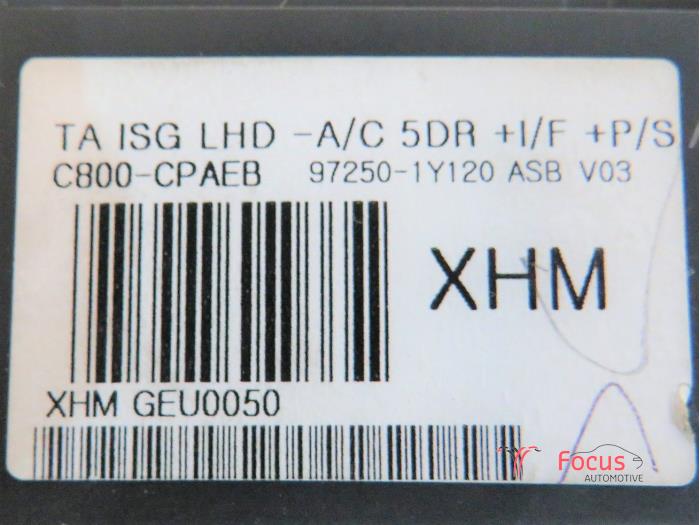 TA ISG LHD -A/C 5DR +I/F +P/S
C800-CPAEB 97250-1Y120 ASB V03
XHM
XHM GEU0050
Focus
AUTOMOTIVE